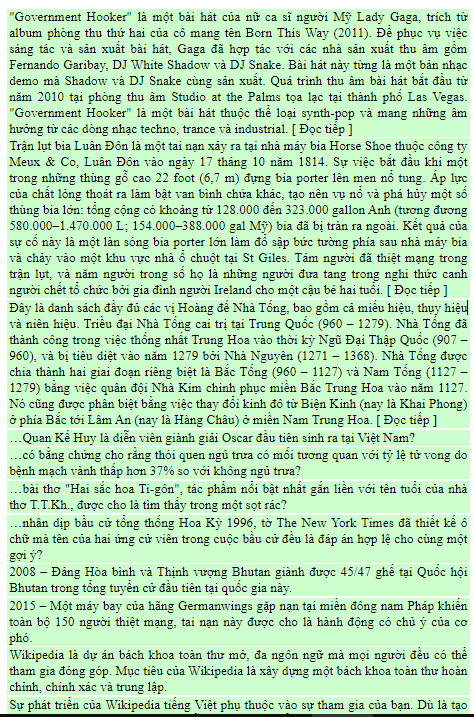 "Government Hooker" là một bài hát của nữ ca sĩ người Mỹ Lady Gaga, trích từ
album phòng thu thứ hai của cô mang tên Born This Way (2011). Để phục vụ việc
sáng tác và sản xuất bài hát, Gaga đã hợp tác với các nhà sản xuất thu âm gồm
Fernando Garibay, DJ White Shadow và DJ Snake. Bài hát này từng là một bản nhạc
demo mà Shadow và DJ Snake cùng sản xuất. Quá trình thu âm bài hát bắt đầu từ
năm 2010 tại phòng thu âm Studio at the Palms tọa lạc tại thành phố Las Vegas.
"Government Hooker" là một bài hát thuộc thể loại synth-pop và mang những âm
hưởng từ các dòng nhạc techno, trance và industrial. [ Đọc tiếp ]
Trận lụt bia Luân Đôn là một tai nạn xảy ra tại nhà máy bia Horse Shoe thuộc công ty
Meux & Co, Luân Đôn vào ngày 17 tháng 10 năm 1814. Sự việc bắt đầu khi một
trong những thùng gỗ cao 22 foot (6,7 m) đựng bia porter lên men nổ tung. Áp lực
của chất lỏng thoát ra làm bật van bình chứa khác, tạo nên vụ nổ và phá hủy một số
thùng bia lớn: tổng cộng có khoảng từ 128.000 đến 323.000 gallon Anh (tương đương
580.000–1.470.000 L; 154.000–388.000 gal Mỹ) bia đã bị tràn ra ngoài. Kết quả của
sự cố này là một làn sóng bia porter lớn làm đổ sập bức tường phía sau nhà máy bia
và chảy vào một khu vực nhà ổ chuột tại St Giles. Tám người đã thiệt mạng trong
trận lụt, và năm người trong số họ là những người đưa tang trong nghi thức canh
người chết tổ chức bởi gia đình người Ireland cho một cậu bé hai tuổi. [ Đọc tiếp ]
Đây là danh sách đầy đủ các vị Hoàng đế Nhà Tống, bao gồm cả miếu hiệu, thụy hiệu
và niên hiệu. Triều đại Nhà Tống cai trị tại Trung Quốc (960 – 1279). Nhà Tống đã
thành công trong việc thống nhất Trung Hoa vào thời kỳ Ngũ Đại Thập Quốc (907 –
960), và bị tiêu diệt vào năm 1279 bởi Nhà Nguyên (1271 – 1368). Nhà Tống được
chia thành hai giai đoạn riêng biệt là Bắc Tống (960 – 1127) và Nam Tống (1127 –
1279) bằng việc quân đội Nhà Kim chinh phục miền Bắc Trung Hoa vào năm 1127.
Nó cũng được phân biệt bằng việc thay đổi kinh đô từ Biện Kinh (nay là Khai Phong)
ở phía Bắc tới Lâm An (nay là Hàng Châu) ở miền Nam Trung Hoa. [ Đọc tiếp ]
…Quan Kế Huy là diễn viên giành giải Oscar đầu tiên sinh ra tại Việt Nam?
…có bằng chứng cho rằng thói quen ngủ trưa có mối tương quan với tỷ lệ tử vong do
bệnh mạch vành thấp hơn 37% so với không ngủ trưa?
…bài thơ "Hai sắc hoa Ti-gôn", tác phẩm nổi bật nhất gắn liền với tên tuổi của nhà
thơ T.T.Kh., được cho là tìm thấy trong một sọt rác?
…nhân dịp bầu cử tổng thống Hoa Kỳ 1996, tờ The New York Times đã thiết kế ô
chữ mà tên của hai ứng cử viên trong cuộc bầu cử đều là đáp án hợp lệ cho cùng một
gợi ý?
2008 – Đảng Hòa bình và Thịnh vượng Bhutan giành được 45/47 ghế tại Quốc hội
Bhutan trong tổng tuyển cử đầu tiên tại quốc gia này.
2015 – Một máy bay của hãng Germanwings gặp nạn tại miền đông nam Pháp khiến
toàn bộ 150 người thiệt mạng, tai nạn này được cho là hành động có chủ ý của cơ
phó.
Wikipedia là dự án bách khoa toàn thư mở, đa ngôn ngữ mà mọi người đều có thể
tham gia đóng góp. Mục tiêu của Wikipedia là xây dựng một bách khoa toàn thư hoàn
chỉnh, chính xác và trung lập.
Sự phát triển của Wikipedia tiếng Việt phụ thuộc vào sự tham gia của bạn. Dù là tạo